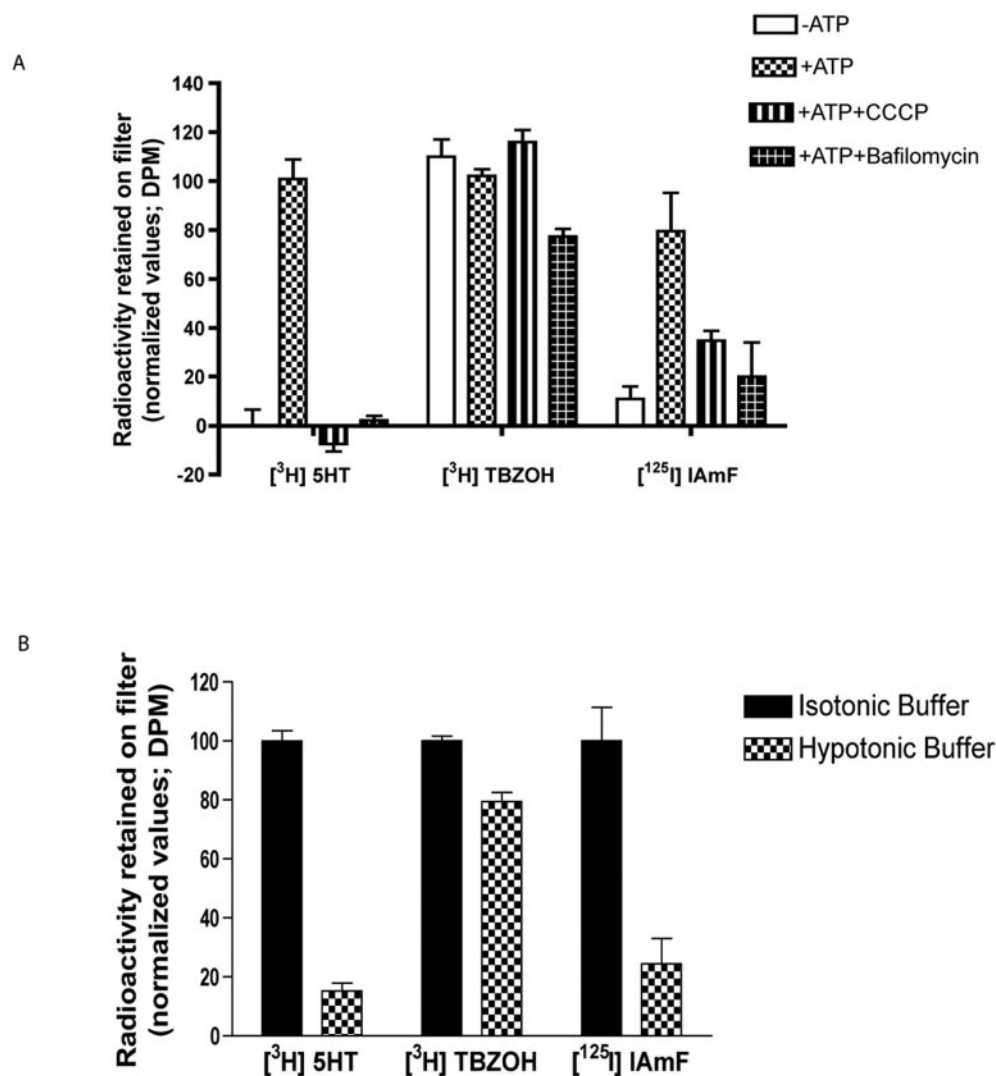 A
-ATP
+ATP
+ATP+CCCP
+ATP+Bafilomycin
Radioactivity retained on filter
(normalized values; DPM)
140
120
100
80
60
40
20
0
-20
[³H] 5HT
[³H] TBZOH
[¹²⁵I] IAmF
B
Radioactivity retained on filter
(normalized values; DPM)
120
100
80
60
40
20
0
Isotonic Buffer
Hypotonic Buffer
[³H] 5HT
[³H] TBZOH
[¹²⁵I] IAmF